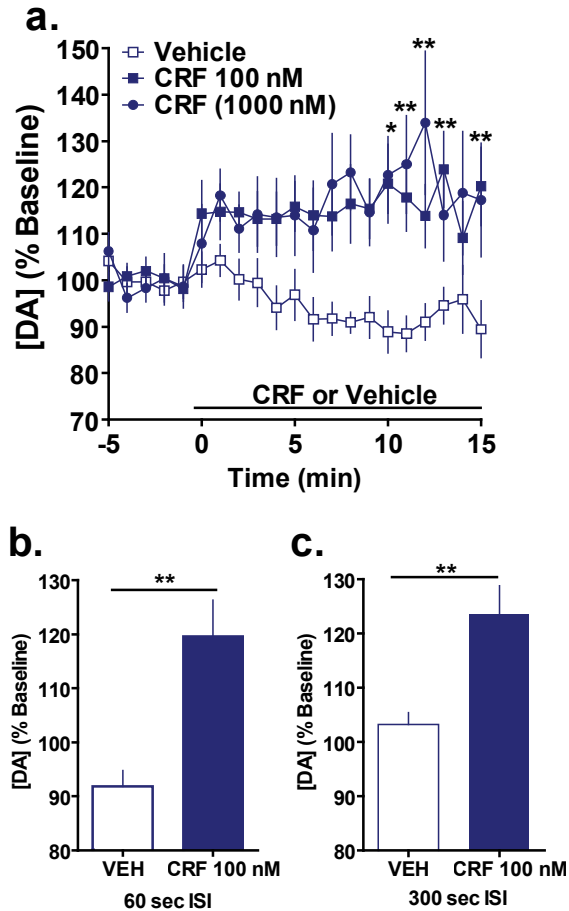 a.
Vehicle
CRF 100 nM
CRF (1000 nM)
**
**
*
**
**
[DA] (% Baseline)
150
140
130
120
110
100
90
80
70
CRF or Vehicle
-5 0 5 10 15
Time (min)
b.
**
[DA] (% Baseline)
130
120
110
100
90
80
VEH CRF 100 nM
60 sec ISI
c.
**
[DA] (% Baseline)
130
120
110
100
90
80
VEH CRF 100 nM
300 sec ISI